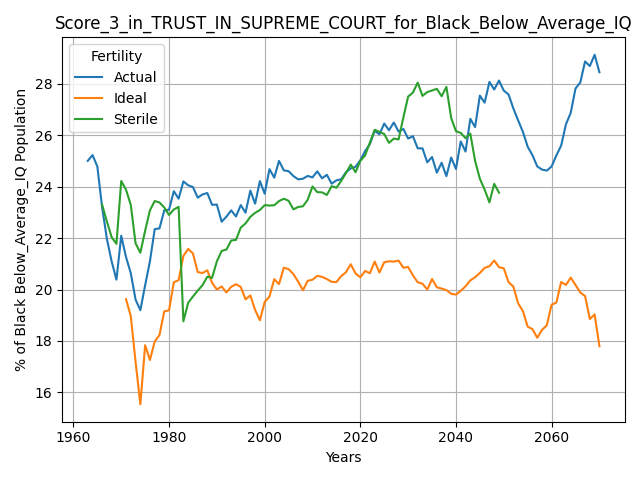 Score_3_in_TRUST_IN_SUPREME_COURT_for_Black_Below_Average_IQ
Fertility
Actual
Ideal
Sterile
% of Black Below_Average_IQ Population
28
26
24
22
20
18
16
1960
1980
2000
2020
2040
2060
Years